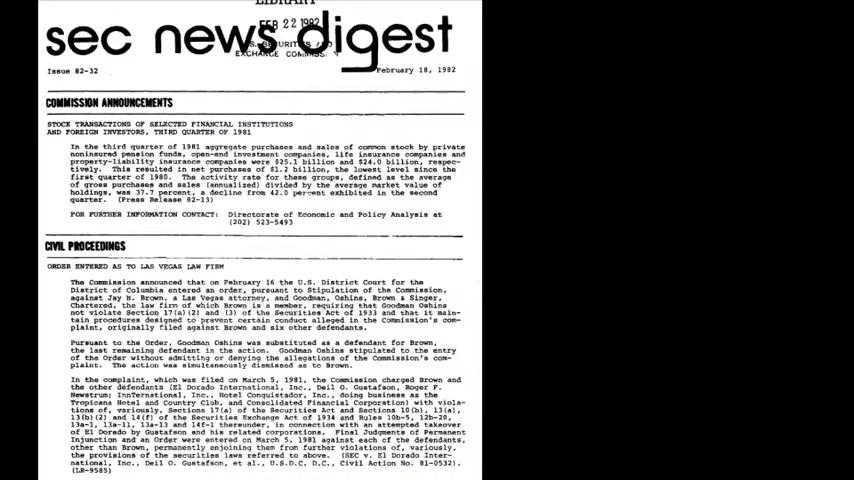 LIBRARY
FEB 22 1982
sec news digest
U.S. SECURITIES AND
EXCHANGE COMMISSION
Issue 82-32
February 18, 1982
COMMISSION ANNOUNCEMENTS
STOCK TRANSACTIONS OF SELECTED FINANCIAL INSTITUTIONS
AND FOREIGN INVESTORS, THIRD QUARTER OF 1981
In the third quarter of 1981 aggregate purchases and sales of common stock by private
noninsured pension funds, open-end investment companies, life insurance companies and
property-liability insurance companies were $25.1 billion and $24.0 billion, respec-
tively. This resulted in net purchases of $1.2 billion, the lowest level since the
first quarter of 1980. The activity rate for these groups, defined as the average
of gross purchases and sales (annualized) divided by the average market value of
holdings, was 37.7 percent, a decline from 42.0 percent exhibited in the second
quarter. (Press Release 82-13)
FOR FURTHER INFORMATION CONTACT: Directorate of Economic and Policy Analysis at
(202) 523-5493
CIVIL PROCEEDINGS
ORDER ENTERED AS TO LAS VEGAS LAW FIRM
The Commission announced that on February 16 the U.S. District Court for the
District of Columbia entered an order, pursuant to Stipulation of the Commission,
against Jay H. Brown, a Las Vegas attorney, and Goodman, Oshins, Brown & Singer,
Chartered, the law firm of which Brown is a member, requiring that Goodman Oshins
not violate Section 17(a)(2) and (3) of the Securities Act of 1933 and that it main-
tain procedures designed to prevent certain conduct alleged in the Commission's com-
plaint, originally filed against Brown and six other defendants.
Pursuant to the Order, Goodman Oshins was substituted as a defendant for Brown,
the last remaining defendant in the action. Goodman Oshins stipulated to the entry
of the Order without admitting or denying the allegations of the Commission's com-
plaint. The action was simultaneously dismissed as to Brown.
In the complaint, which was filed on March 5, 1981, the Commission charged Brown and
the other defendants (El Dorado International, Inc., Deil O. Gustafson, Roger F.
Newstrum; InnTernational, Inc., Hotel Conquistador, Inc., doing business as the
Tropicana Hotel and Country Club, and Consolidated Financial Corporation) with viola-
tions of, variously, Sections 17(a) of the Securities Act and Sections 10(b), 13(a),
13(b)(2) and 14(f) of the Securities Exchange Act of 1934 and Rules 10b-5, 12b-20,
13a-1, 13a-11, 13a-13 and 14f-1 thereunder, in connection with an attempted takeover
of El Dorado by Gustafson and his related corporations. Final Judgments of Permanent
Injunction and an Order were entered on March 5, 1981 against each of the defendants,
other than Brown, permanently enjoining them from further violations of, variously,
the provisions of the securities laws referred to above. (SEC v. El Dorado Inter-
national, Inc., Deil O. Gustafson, et al., U.S.D.C. D.C., Civil Action No. 81-0532).
(LR-9585)